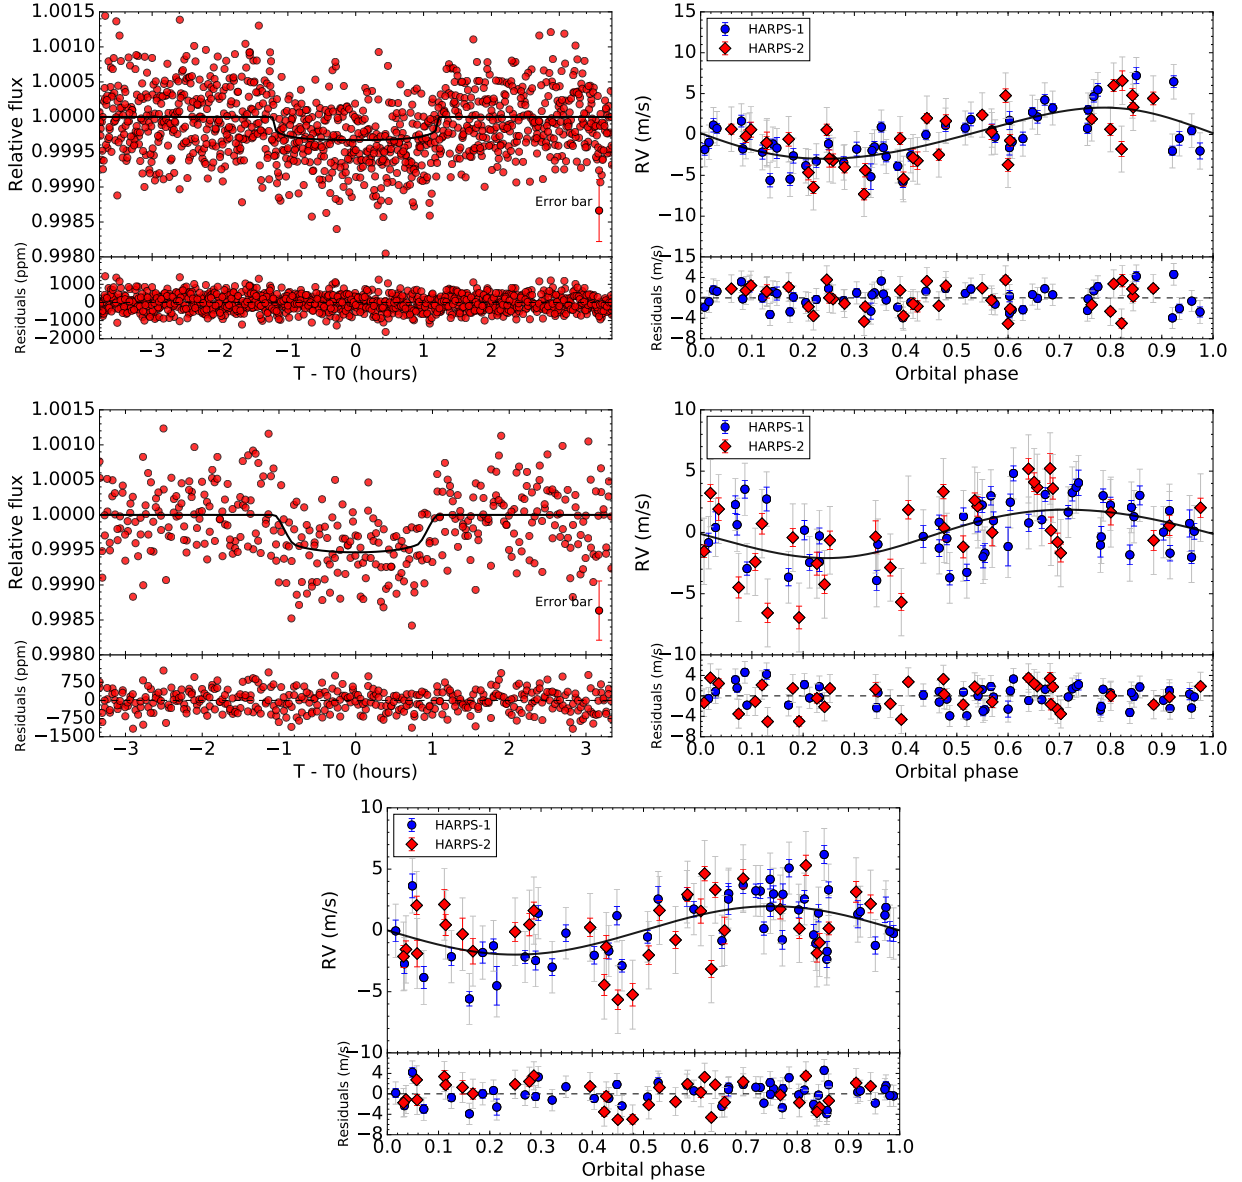 1.0015
1.0010
1.0005
1.0000
0.9995
0.9990
0.9985
0.9980
Relative flux
Error bar
1000
0
−1000
−2000
Residuals (ppm)
−3 −2 −1 0 1 2 3
T - T0 (hours)
15
10
5
0
−5
−10
−15
RV (m/s)
HARPS-1
HARPS-2
4
0
−4
−8
Residuals (m/s)
0.0 0.1 0.2 0.3 0.4 0.5 0.6 0.7 0.8 0.9 1.0
Orbital phase
1.0015
1.0010
1.0005
1.0000
0.9995
0.9990
0.9985
0.9980
Relative flux
Error bar
750
0
−750
−1500
Residuals (ppm)
−3 −2 −1 0 1 2 3
T - T0 (hours)
10
5
0
−5
−10
RV (m/s)
HARPS-1
HARPS-2
4
0
−4
−8
Residuals (m/s)
0.0 0.1 0.2 0.3 0.4 0.5 0.6 0.7 0.8 0.9 1.0
Orbital phase
10
5
0
−5
−10
RV (m/s)
HARPS-1
HARPS-2
4
0
−4
−8
Residuals (m/s)
0.0 0.1 0.2 0.3 0.4 0.5 0.6 0.7 0.8 0.9 1.0
Orbital phase